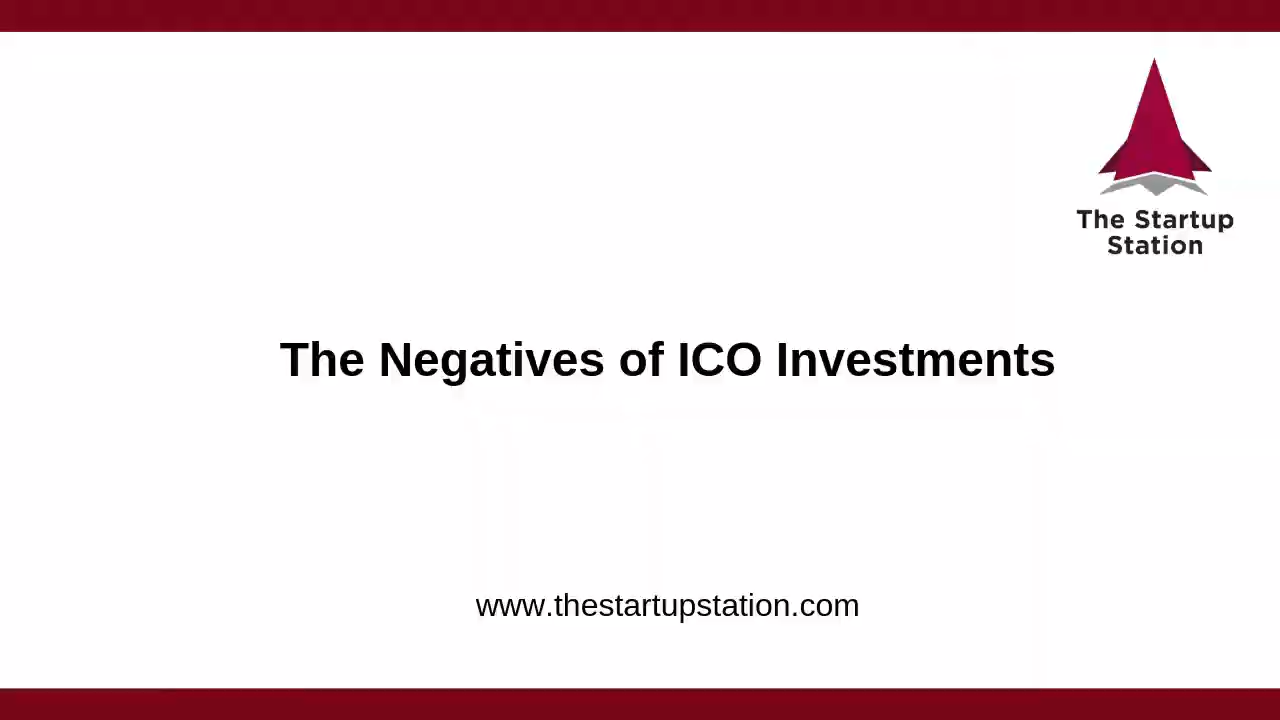 The Startup
Station
The Negatives of ICO Investments
www.thestartupstation.com